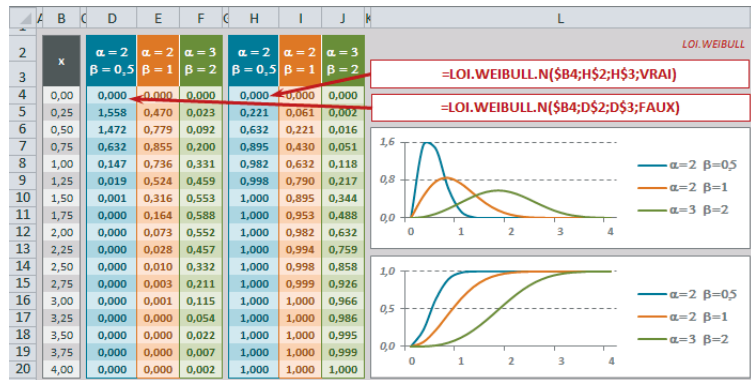 A B C D E F G H I J K L
LOI.WEIBULL
2 α = 2 α = 2 α = 3 α = 2 α = 2 α = 3
x
3 β = 0,5 β = 1 β = 2 β = 0,5 β = 1 β = 2
=LOI.WEIBULL.N($B4;H$2;H$3;VRAI)
4 0,00 0,000 0,000 0,000 0,000 0,000 0,000
=LOI.WEIBULL.N($B4;D$2;D$3;FAUX)
5 0,25 1,558 0,470 0,023 0,221 0,061 0,002
6 0,50 1,472 0,779 0,092 0,632 0,221 0,016
7 0,75 0,632 0,855 0,200 0,895 0,430 0,051
8 1,00 0,147 0,736 0,331 0,982 0,632 0,118
9 1,25 0,019 0,524 0,459 0,998 0,790 0,217
10 1,50 0,001 0,316 0,553 1,000 0,895 0,344
11 1,75 0,000 0,164 0,588 1,000 0,953 0,488
12 2,00 0,000 0,073 0,552 1,000 0,982 0,632
13 2,25 0,000 0,028 0,457 1,000 0,994 0,759
14 2,50 0,000 0,010 0,332 1,000 0,998 0,858
15 2,75 0,000 0,003 0,211 1,000 0,999 0,926
16 3,00 0,000 0,001 0,115 1,000 1,000 0,966
17 3,25 0,000 0,000 0,054 1,000 1,000 0,986
18 3,50 0,000 0,000 0,022 1,000 1,000 0,995
19 3,75 0,000 0,000 0,007 1,000 1,000 0,999
20 4,00 0,000 0,000 0,002 1,000 1,000 1,000
1,6
0,8
0,0
0 1 2 3 4
α=2 β=0,5
α=2 β=1
α=3 β=2
1,0
0,5
0,0
0 1 2 3 4
α=2 β=0,5
α=2 β=1
α=3 β=2